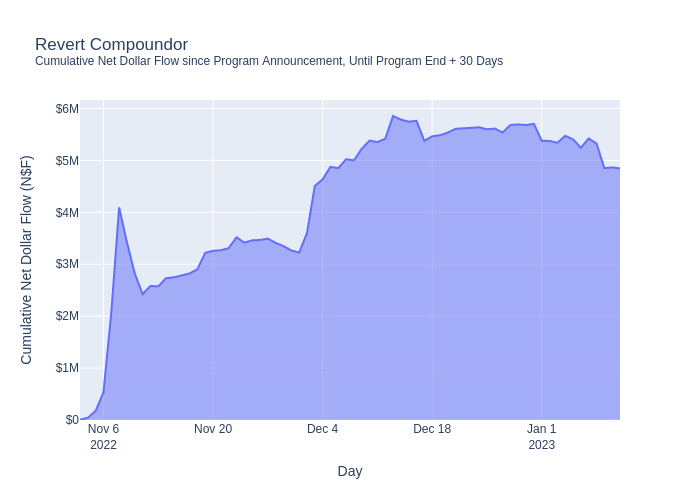 Revert Compoundor
Cumulative Net Dollar Flow since Program Announcement, Until Program End + 30 Days
Cumulative Net Dollar Flow (N$F)
$6M
$5M
$4M
$3M
$2M
$1M
$0
Nov 6
2022
Nov 20
Dec 4
Dec 18
Jan 1
2023
Day